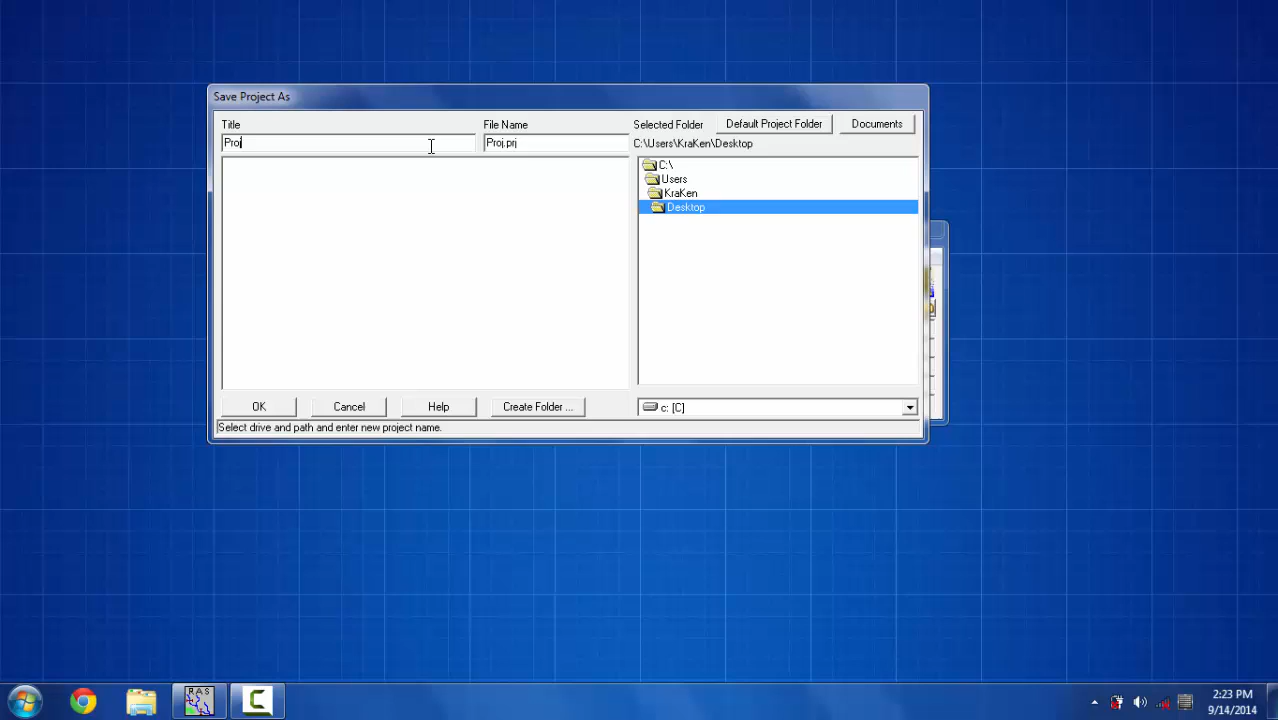 Save Project As
Title
File Name
Selected Folder
Default Project Folder
Documents
Proj
Proj.prj
C:\Users\KraKen\Desktop
C:\
Users
KraKen
Desktop
OK
Cancel
Help
Create Folder ...
c: [C]
Select drive and path and enter new project name.
RAS
2:23 PM
9/14/2014